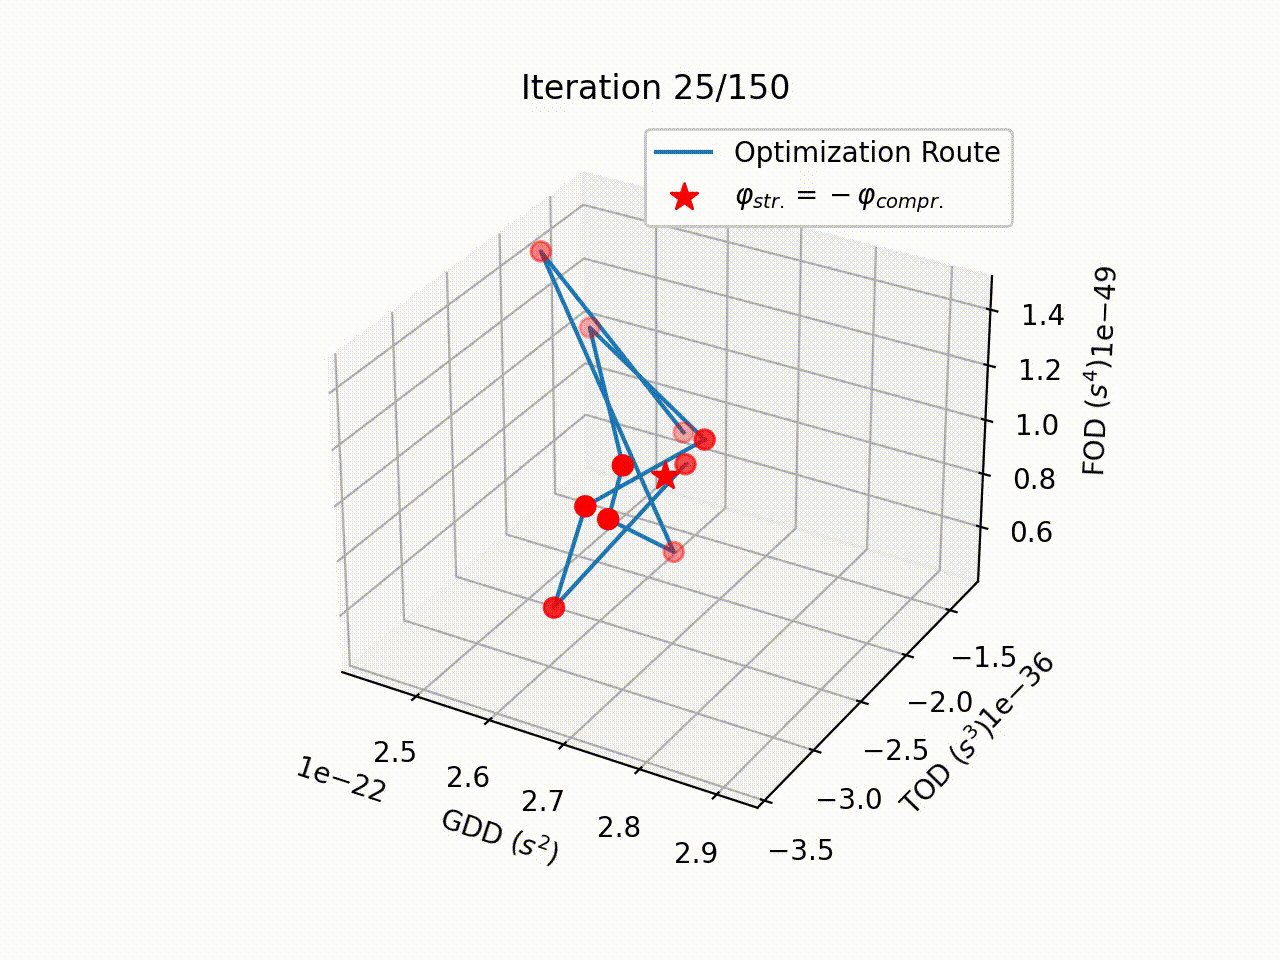 Iteration 25/150
Optimization Route
φstr. = − φcompr.
1.4
1.2
1.0
0.8
0.6
FOD (s⁴)1e−49
−1.5
−2.0
−2.5
−3.0
−3.5
TOD (s³)1e−36
2.5
2.6
2.7
2.8
2.9
1e−22
GDD (s²)